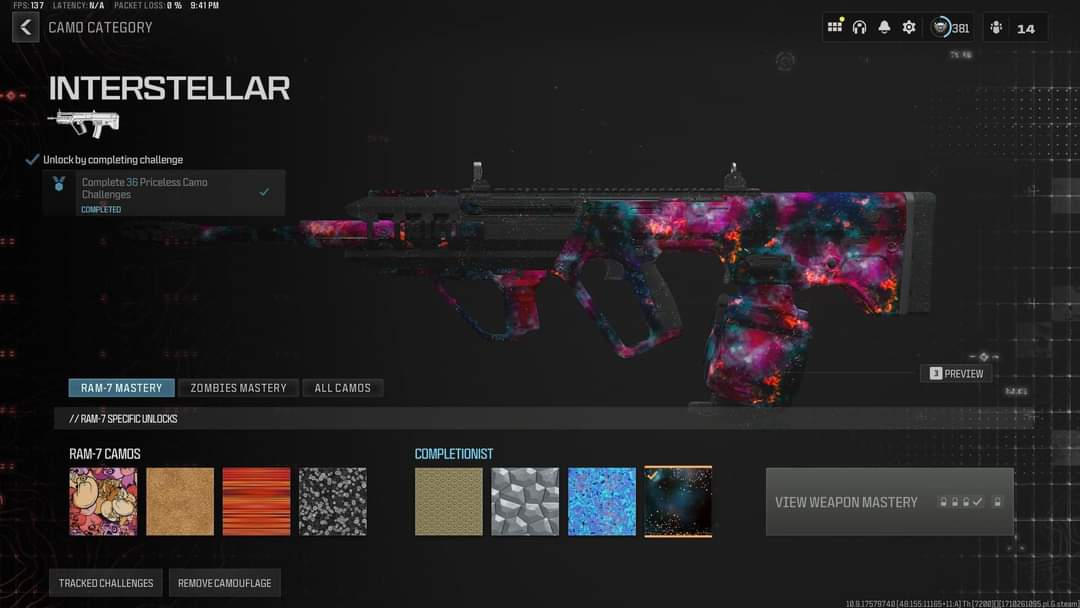 FPS: 137 LATENCY: N/A PACKET LOSS: 0 % 9:41 PM
CAMO CATEGORY
381
14
INTERSTELLAR
Unlock by completing challenge
Complete 36 Priceless Camo
Challenges
COMPLETED
3 PREVIEW
RAM-7 MASTERY ZOMBIES MASTERY ALL CAMOS
// RAM-7 SPECIFIC UNLOCKS
RAM-7 CAMOS
COMPLETIONIST
VIEW WEAPON MASTERY
TRACKED CHALLENGES REMOVE CAMOUFLAGE